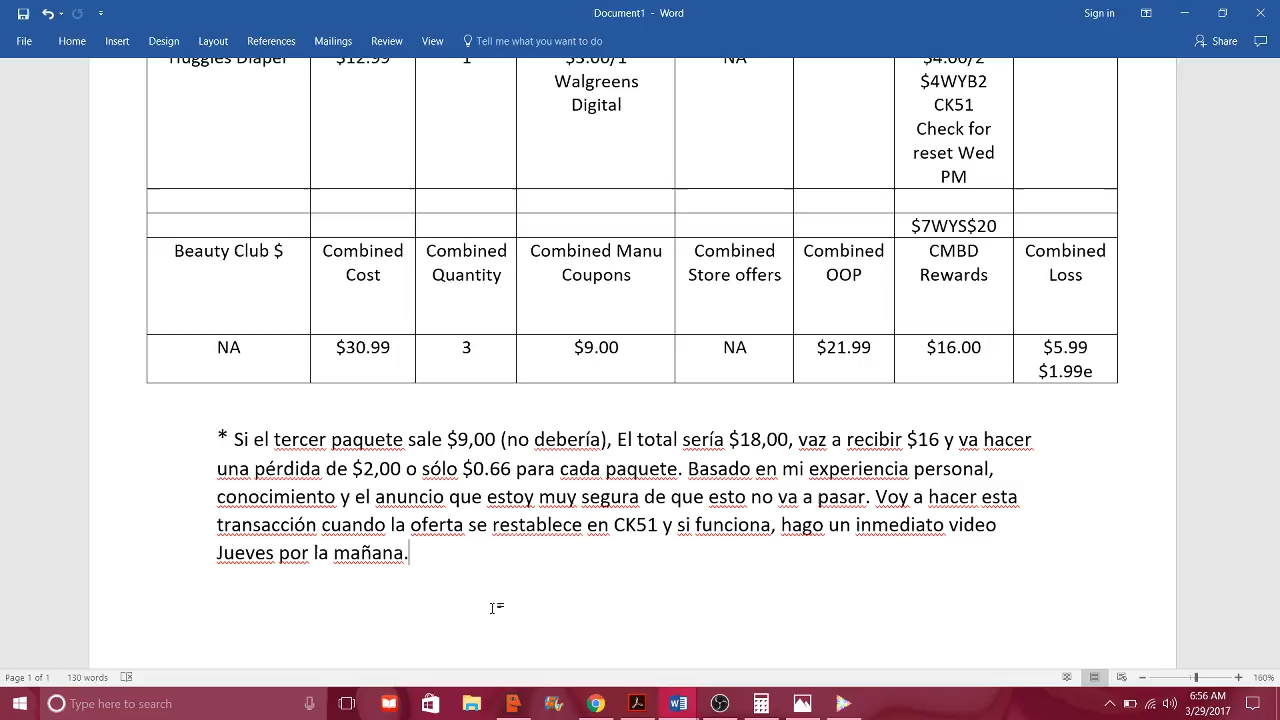 Document1 - Word
Sign in
File Home Insert Design Layout References Mailings Review View Tell me what you want to do
Share
Huggies Diaper $12.99 1 $3.00/1 NA $4.00/2
Walgreens $4WYB2
Digital CK51
Check for
reset Wed
PM
$7WYS$20
Beauty Club $ Combined Combined Combined Manu Combined Combined CMBD Combined
Cost Quantity Coupons Store offers OOP Rewards Loss
NA $30.99 3 $9.00 NA $21.99 $16.00 $5.99
$1.99e
* Si el tercer paquete sale $9,00 (no debería), El total sería $18,00, vaz a recibir $16 y va hacer
una pérdida de $2,00 o sólo $0.66 para cada paquete. Basado en mi experiencia personal,
conocimiento y el anuncio que estoy muy segura de que esto no va a pasar. Voy a hacer esta
transacción cuando la oferta se restablece en CK51 y si funciona, hago un inmediato video
Jueves por la mañana.
Page 1 of 1 130 words 160%
Type here to search
6:56 AM
3/29/2017